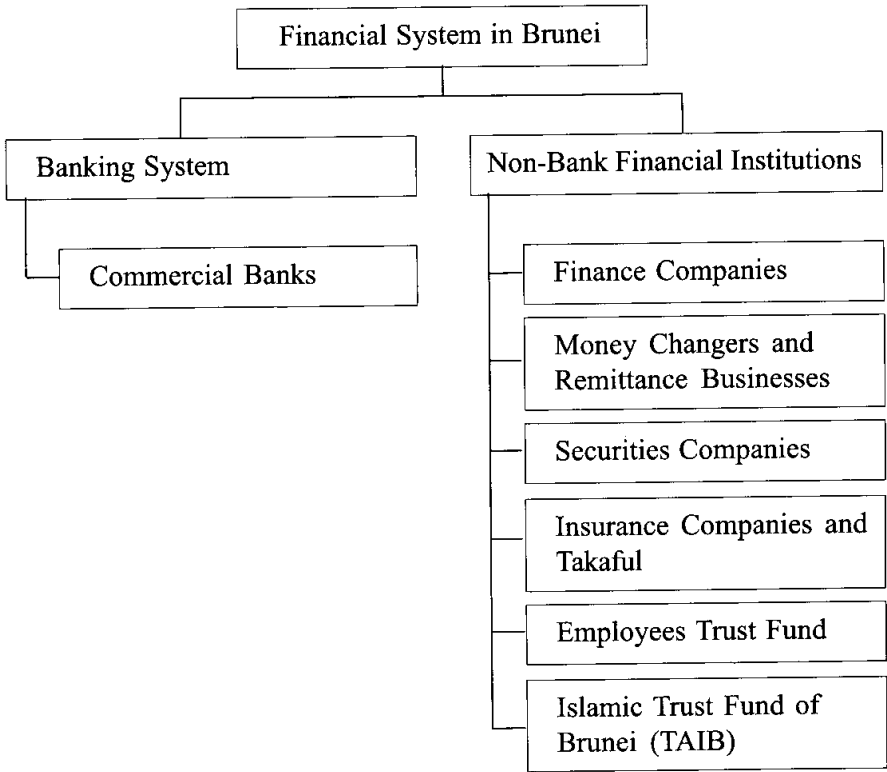 Financial System in Brunei
Banking System
Commercial Banks
Non-Bank Financial Institutions
Finance Companies
Money Changers and
Remittance Businesses
Securities Companies
Insurance Companies and
Takaful
Employees Trust Fund
Islamic Trust Fund of
Brunei (TAIB)